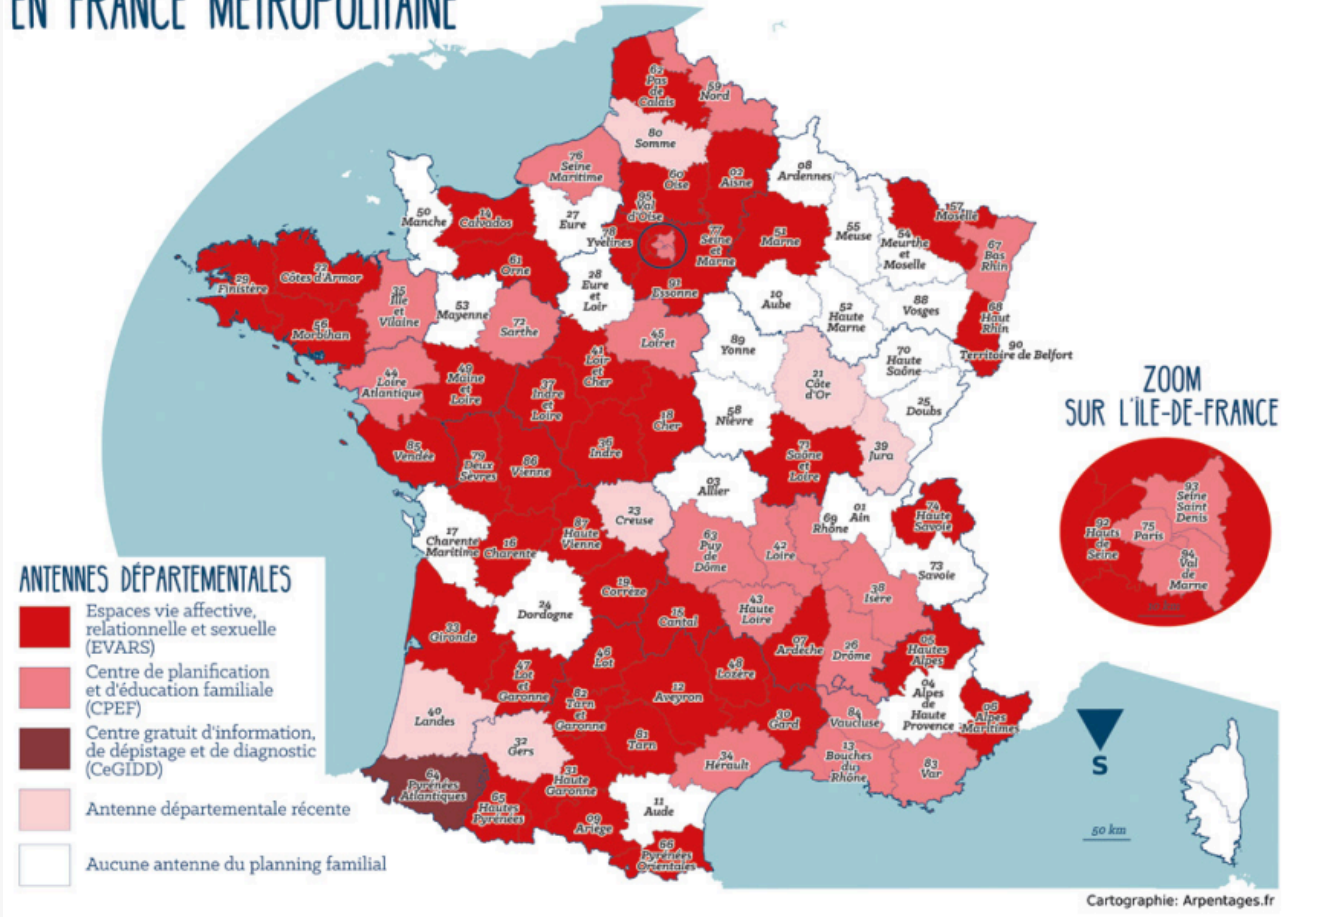 EN FRANCE MÉTROPOLITAINE
62
Pas
de
Calais
59
Nord
80
Somme
76
Seine
Maritime
60
Oise
02
Aisne
08
Ardennes
50
Manche
14
Calvados
27
Eure
95
Val
d'Oise
78
Yvelines
77
Seine
et
Marne
51
Marne
55
Meuse
54
Meurthe
et
Moselle
57
Moselle
67
Bas
Rhin
29
Finistère
22
Côtes d'Armor
35
Ille
et
Vilaine
56
Morbihan
53
Mayenne
61
Orne
72
Sarthe
28
Eure
et
Loir
91
Essonne
10
Aube
52
Haute
Marne
88
Vosges
68
Haut
Rhin
45
Loiret
89
Yonne
70
Haute
Saône
90
Territoire de Belfort
44
Loire
Atlantique
49
Maine
et
Loire
37
Indre
et
Loire
41
Loir
et
Cher
18
Cher
58
Nièvre
21
Côte
d'Or
25
Doubs
39
Jura
85
Vendée
79
Deux
Sèvres
86
Vienne
36
Indre
03
Allier
71
Saône
et
Loire
17
Charente
Maritime
16
Charente
87
Haute
Vienne
23
Creuse
63
Puy
de
Dôme
42
Loire
69
Rhône
01
Ain
74
Haute
Savoie
73
Savoie
33
Gironde
24
Dordogne
19
Correze
15
Cantal
43
Haute
Loire
38
Isère
07
Ardèche
26
Drôme
05
Hautes
Alpes
47
Lot
et
Garonne
46
Lot
48
Lozère
12
Aveyron
82
Tarn
et
Garonne
40
Landes
32
Gers
81
Tarn
30
Gard
84
Vaucluse
04
Alpes
de
Haute
Provence
06
Alpes
Maritimes
34
Hérault
13
Bouches
du
Rhône
83
Var
64
Pyrénées
Atlantiques
65
Hautes
Pyrénées
31
Haute
Garonne
09
Ariège
11
Aude
66
Pyrénées
Orientales
ZOOM
SUR L'ÎLE-DE-FRANCE
93
Seine
Saint
Denis
92
Hauts
de
Seine
75
Paris
94
Val
de
Marne
ANTENNES DÉPARTEMENTALES
Espaces vie affective,
relationnelle et sexuelle
(EVARS)
Centre de planification
et d'éducation familiale
(CPEF)
Centre gratuit d'information,
de dépistage et de diagnostic
(CeGIDD)
Antenne départementale récente
Aucune antenne du planning familial
S
50 km
Cartographie: Arpentages.fr